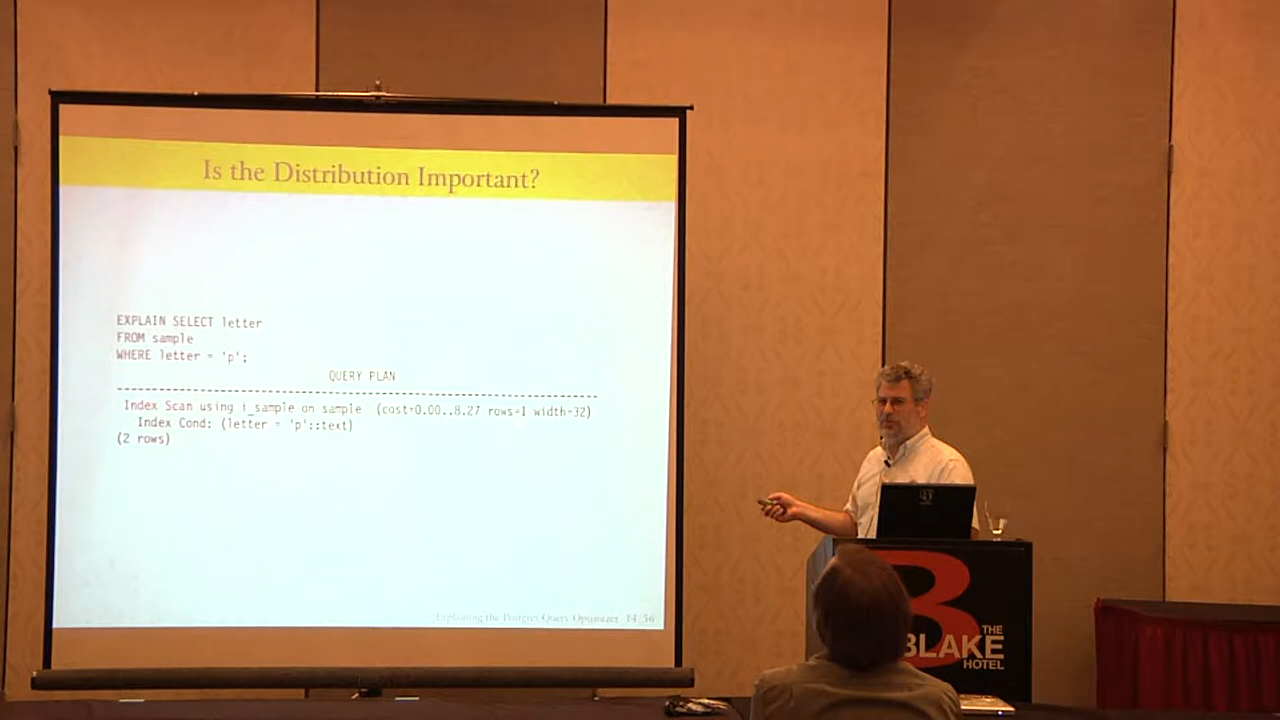 Is the Distribution Important?
EXPLAIN SELECT letter
FROM sample
WHERE letter = 'p';
QUERY PLAN
------------------------------------------------------------------------
Index Scan using i_sample on sample (cost=0.00..8.27 rows=1 width=32)
Index Cond: (letter = 'p'::text)
(2 rows)
Explaining the Postgres Query Optimizer 14/56
B
THE
BLAKE
HOTEL